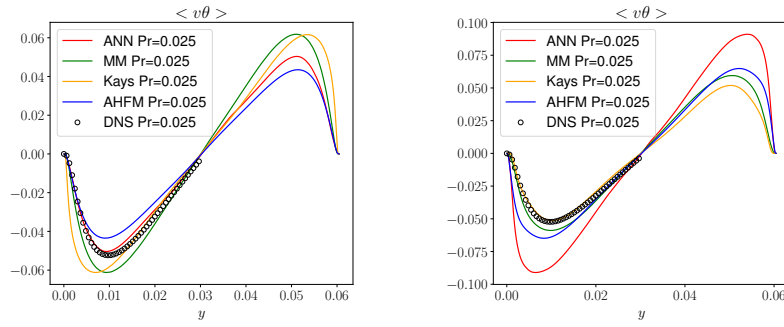 < vθ >
0.06
0.04
0.02
0.00
−0.02
−0.04
−0.06
ANN Pr=0.025
MM Pr=0.025
Kays Pr=0.025
AHFM Pr=0.025
DNS Pr=0.025
0.00 0.01 0.02 0.03 0.04 0.05 0.06
y
< vθ >
0.100
0.075
0.050
0.025
0.000
−0.025
−0.050
−0.075
−0.100
ANN Pr=0.025
MM Pr=0.025
Kays Pr=0.025
AHFM Pr=0.025
DNS Pr=0.025
0.00 0.02 0.04 0.06
y